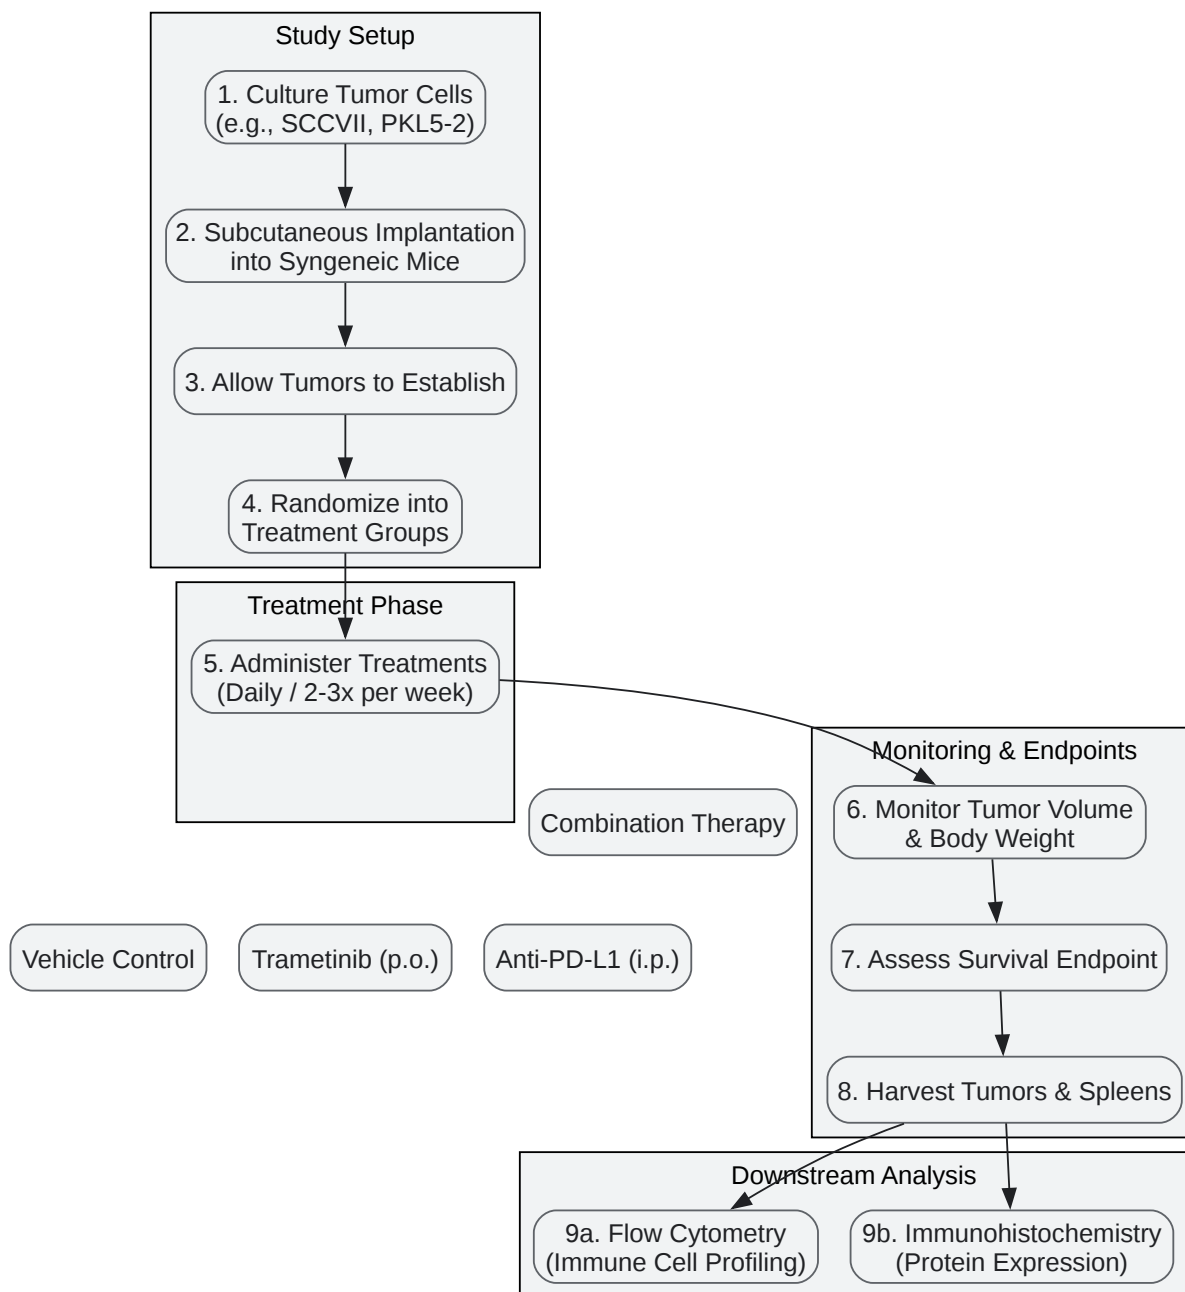 Study Setup
1. Culture Tumor Cells
(e.g., SCCVII, PKL5-2)
2. Subcutaneous Implantation
into Syngeneic Mice
3. Allow Tumors to Establish
4. Randomize into
Treatment Groups
Treatment Phase
5. Administer Treatments
(Daily / 2-3x per week)
Monitoring & Endpoints
Combination Therapy
6. Monitor Tumor Volume
& Body Weight
Vehicle Control
Trametinib (p.o.)
Anti-PD-L1 (i.p.)
7. Assess Survival Endpoint
8. Harvest Tumors & Spleens
Downstream Analysis
9a. Flow Cytometry
(Immune Cell Profiling)
9b. Immunohistochemistry
(Protein Expression)